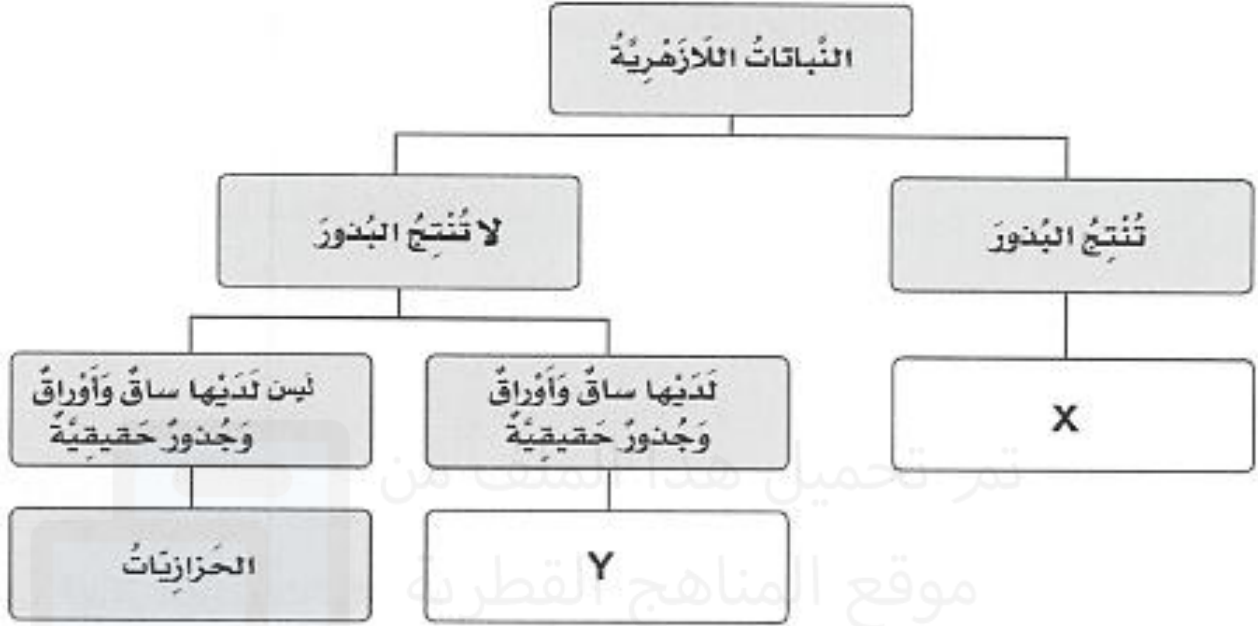 النَّباتاتُ اللَّازَهْرِيَّةُ
تُنْتِجُ البُذورَ
لا تُنْتِجُ البُذورَ
X
لَدَيْها ساقٌ وَأَوْراقٌ
وَجُذورٌ حَقيقِيَّةٌ
Y
لَيس لَدَيْها ساقٌ وَأَوْراقٌ
وَجُذورٌ حَقيقِيَّةٌ
الحَزازِيّاتُ
تم تحميل هذا الملف من
موقع المناهج القطرية